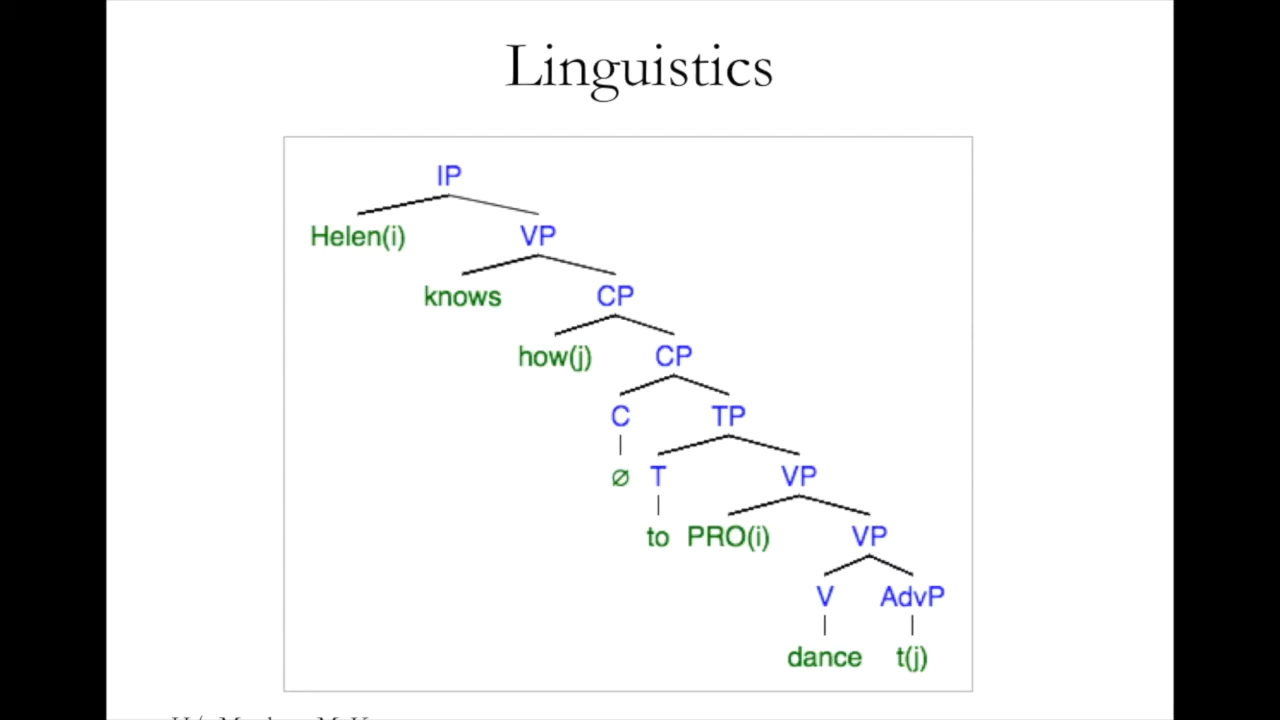 Linguistics
IP
Helen(i) VP
knows CP
how(j) CP
C TP
∅ T VP
to PRO(i) VP
V AdvP
dance t(j)